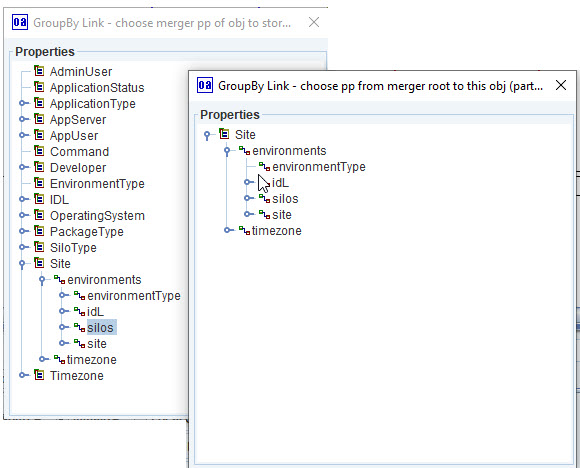 oa GroupBy Link - choose merger pp of obj to stor...
Properties
AdminUser
ApplicationStatus
ApplicationType
AppServer
AppUser
Command
Developer
EnvironmentType
IDL
OperatingSystem
PackageType
SiloType
Site
environments
environmentType
idL
silos
site
timezone
Timezone
oa GroupBy Link - choose pp from merger root to this obj (part...
Properties
Site
environments
environmentType
idL
silos
site
timezone